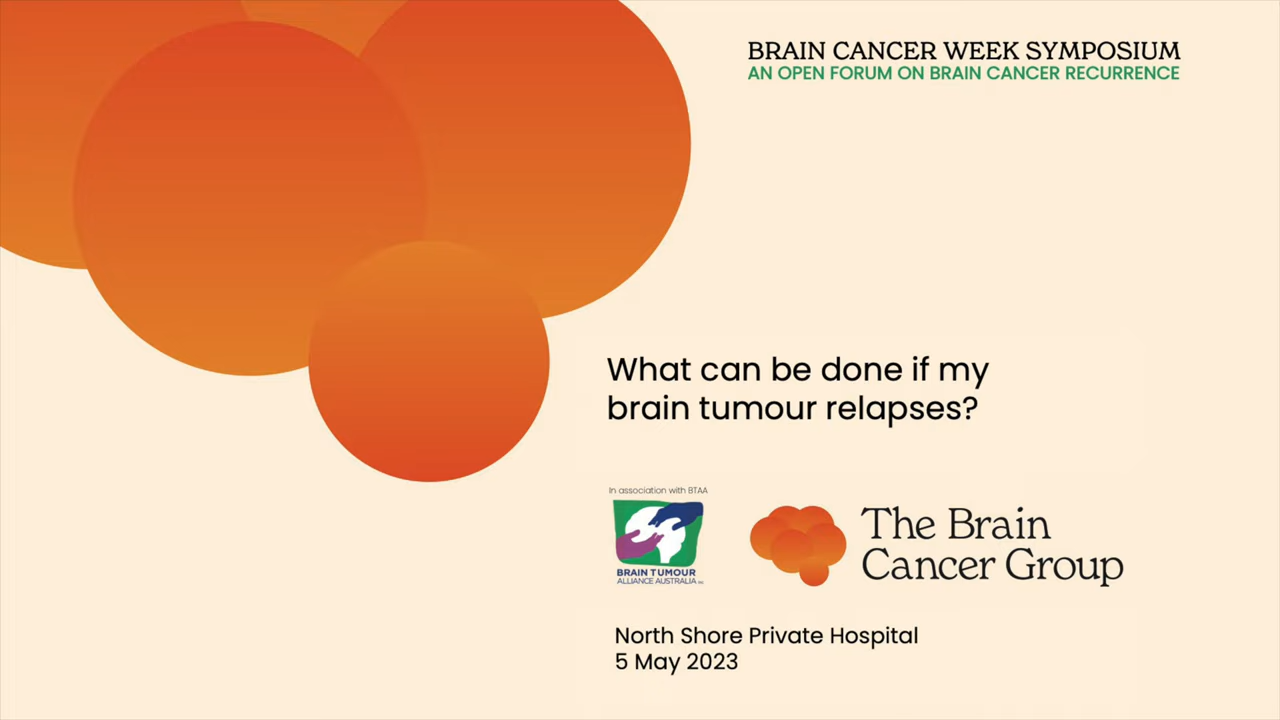 BRAIN CANCER WEEK SYMPOSIUM
AN OPEN FORUM ON BRAIN CANCER RECURRENCE
What can be done if my
brain tumour relapses?
In association with BTAA
BRAIN TUMOUR
ALLIANCE AUSTRALIA
The Brain
Cancer Group
North Shore Private Hospital
5 May 2023